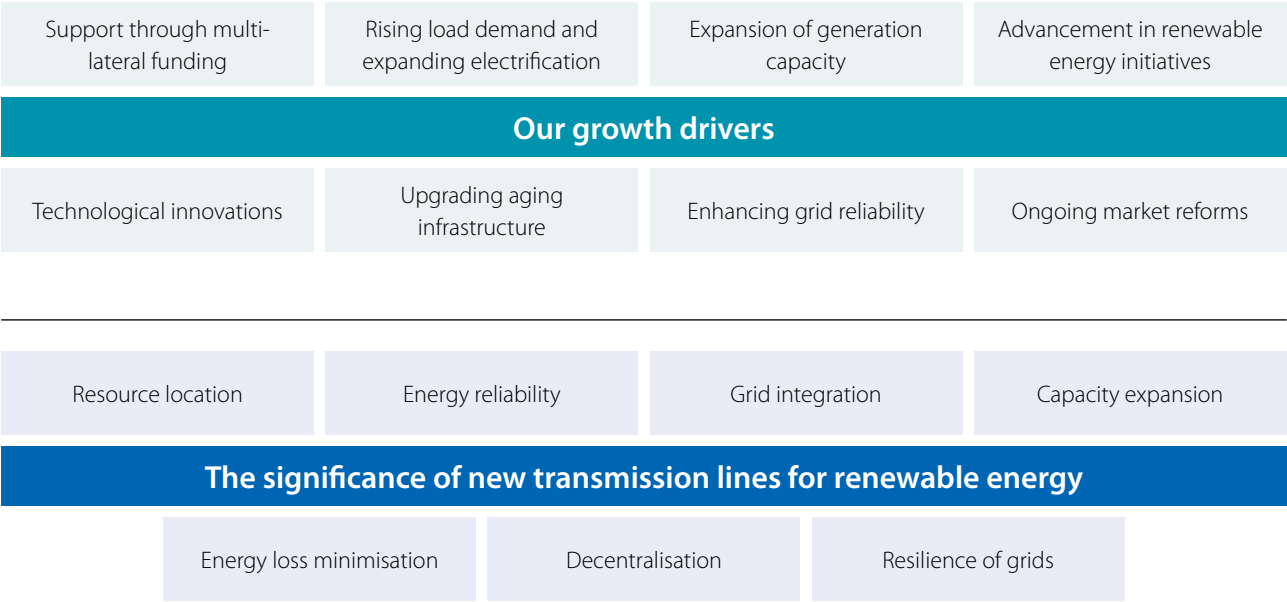 Support through multi-
lateral funding
Rising load demand and
expanding electrification
Expansion of generation
capacity
Advancement in renewable
energy initiatives
Our growth drivers
Technological innovations
Upgrading aging
infrastructure
Enhancing grid reliability
Ongoing market reforms
Resource location
Energy reliability
Grid integration
Capacity expansion
The significance of new transmission lines for renewable energy
Energy loss minimisation
Decentralisation
Resilience of grids